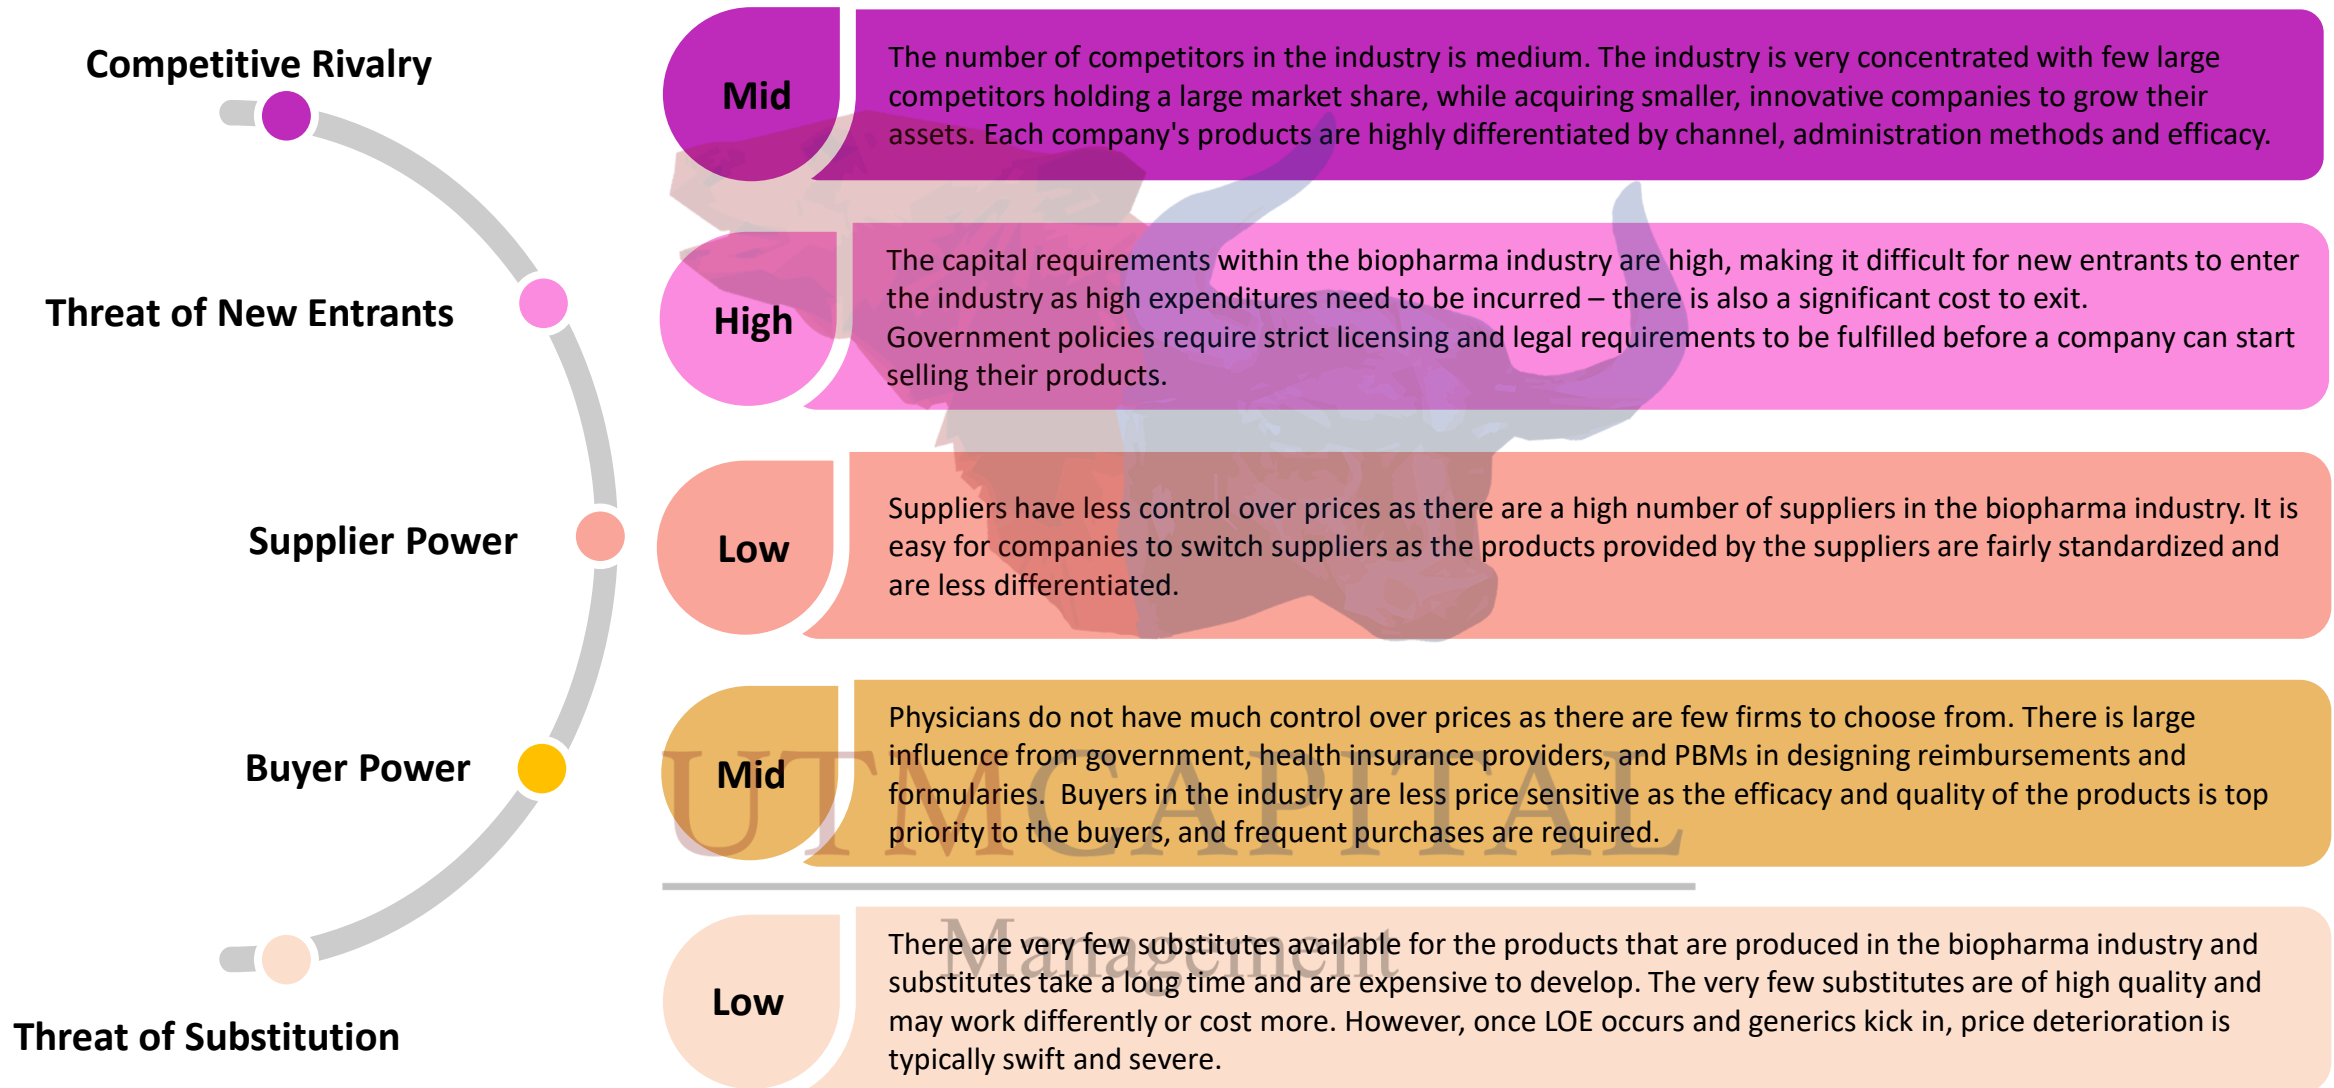 Competitive Rivalry
Mid
The number of competitors in the industry is medium. The industry is very concentrated with few large
competitors holding a large market share, while acquiring smaller, innovative companies to grow their
assets. Each company's products are highly differentiated by channel, administration methods and efficacy.
Threat of New Entrants
High
The capital requirements within the biopharma industry are high, making it difficult for new entrants to enter
the industry as high expenditures need to be incurred – there is also a significant cost to exit.
Government policies require strict licensing and legal requirements to be fulfilled before a company can start
selling their products.
Supplier Power
Low
Suppliers have less control over prices as there are a high number of suppliers in the biopharma industry. It is
easy for companies to switch suppliers as the products provided by the suppliers are fairly standardized and
are less differentiated.
Buyer Power
Mid
Physicians do not have much control over prices as there are few firms to choose from. There is large
influence from government, health insurance providers, and PBMs in designing reimbursements and
formularies.  Buyers in the industry are less price sensitive as the efficacy and quality of the products is top
priority to the buyers, and frequent purchases are required.
UTMCAPITAL
Management
Threat of Substitution
Low
There are very few substitutes available for the products that are produced in the biopharma industry and
substitutes take a long time and are expensive to develop. The very few substitutes are of high quality and
may work differently or cost more. However, once LOE occurs and generics kick in, price deterioration is
typically swift and severe.